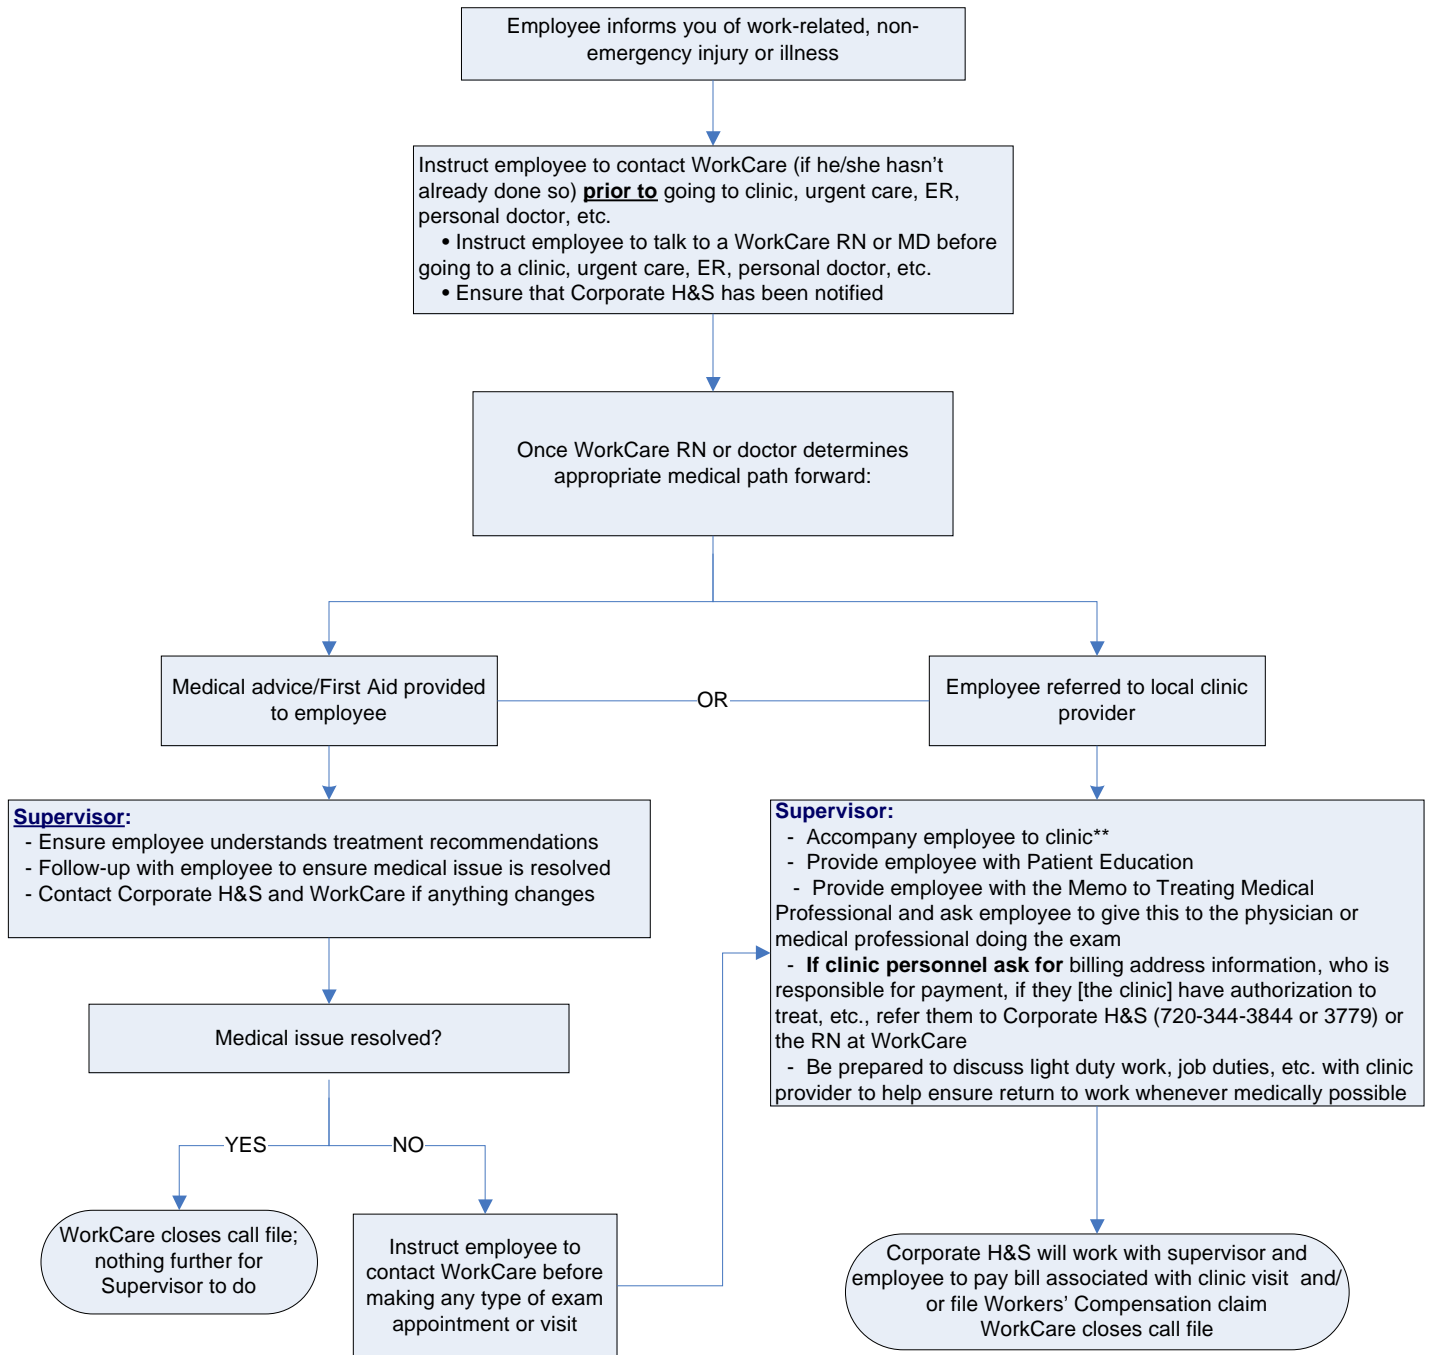 Employee informs you of work-related, non-
emergency injury or illness
Instruct employee to contact WorkCare (if he/she hasn't
already done so) prior to going to clinic, urgent care, ER,
personal doctor, etc.
• Instruct employee to talk to a WorkCare RN or MD before
going to a clinic, urgent care, ER, personal doctor, etc.
• Ensure that Corporate H&S has been notified
Once WorkCare RN or doctor determines
appropriate medical path forward:
Medical advice/First Aid provided
to employee
OR
Employee referred to local clinic
provider
Supervisor:
- Ensure employee understands treatment recommendations
- Follow-up with employee to ensure medical issue is resolved
- Contact Corporate H&S and WorkCare if anything changes
Supervisor:
- Accompany employee to clinic**
- Provide employee with Patient Education
- Provide employee with the Memo to Treating Medical
Professional and ask employee to give this to the physician or
medical professional doing the exam
- If clinic personnel ask for billing address information, who is
responsible for payment, if they [the clinic] have authorization to
treat, etc., refer them to Corporate H&S (720-344-3844 or 3779) or
the RN at WorkCare
- Be prepared to discuss light duty work, job duties, etc. with clinic
provider to help ensure return to work whenever medically possible
Medical issue resolved?
YES
NO
WorkCare closes call file;
nothing further for
Supervisor to do
Instruct employee to
contact WorkCare before
making any type of exam
appointment or visit
Corporate H&S will work with supervisor and
employee to pay bill associated with clinic visit and/
or file Workers' Compensation claim
WorkCare closes call file